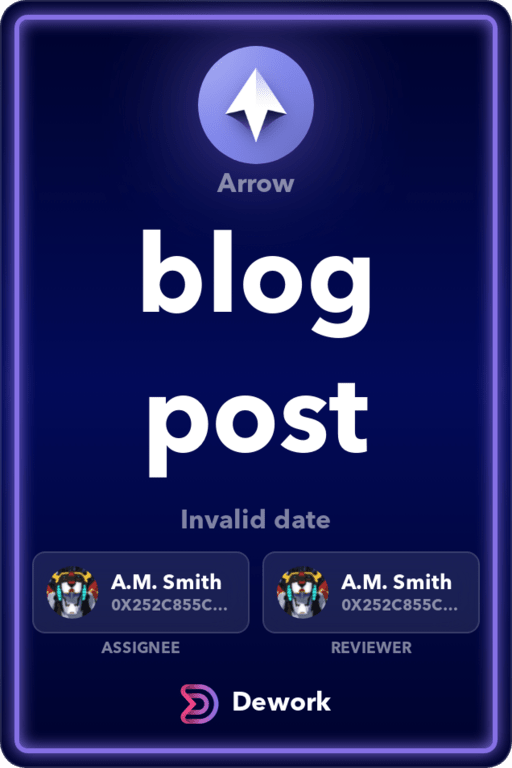 Arrow
blog
post
Invalid date
A.M. Smith
0X252C855C...
ASSIGNEE
A.M. Smith
0X252C855C...
REVIEWER
Dework